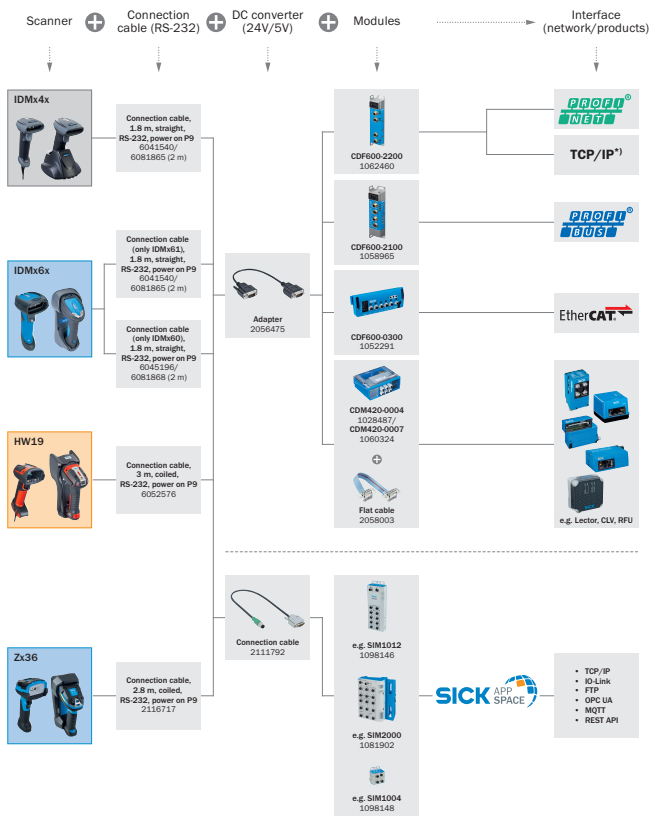 Scanner
Connection
cable (RS-232)
DC converter
(24V/5V)
Modules
Interface
(network/products)
IDMx4x
Connection cable,
1.8 m, straight,
RS-232, power on P9
6041540/
6081865 (2 m)
CDF600-2200
1062460
PROFI
NET
®
TCP/IP*)
CDF600-2100
1058965
PROFI
BUS
®
IDMx6x
Connection cable
(only IDMx61),
1.8 m, straight,
RS-232, power on P9
6041540/
6081865 (2 m)
Connection cable
(only IDMx60),
1.8 m, straight,
RS-232, power on P9
6045196/
6081868 (2 m)
Adapter
2056475
CDF600-0300
1052291
EtherCAT
CDM420-0004
1028487/
CDM420-0007
1060324
Flat cable
2058003
e.g. Lector, CLV, RFU
HW19
Connection cable,
3 m, coiled,
RS-232, power on P9
6052576
Connection cable
2111792
e.g. SIM1012
1098146
Zx36
Connection cable,
2.8 m, coiled,
RS-232, power on P9
2116717
e.g. SIM2000
1081902
SICK APP
SPACE
• TCP/IP
• IO-Link
• FTP
• OPC UA
• MQTT
• REST API
e.g. SIM1004
1098148